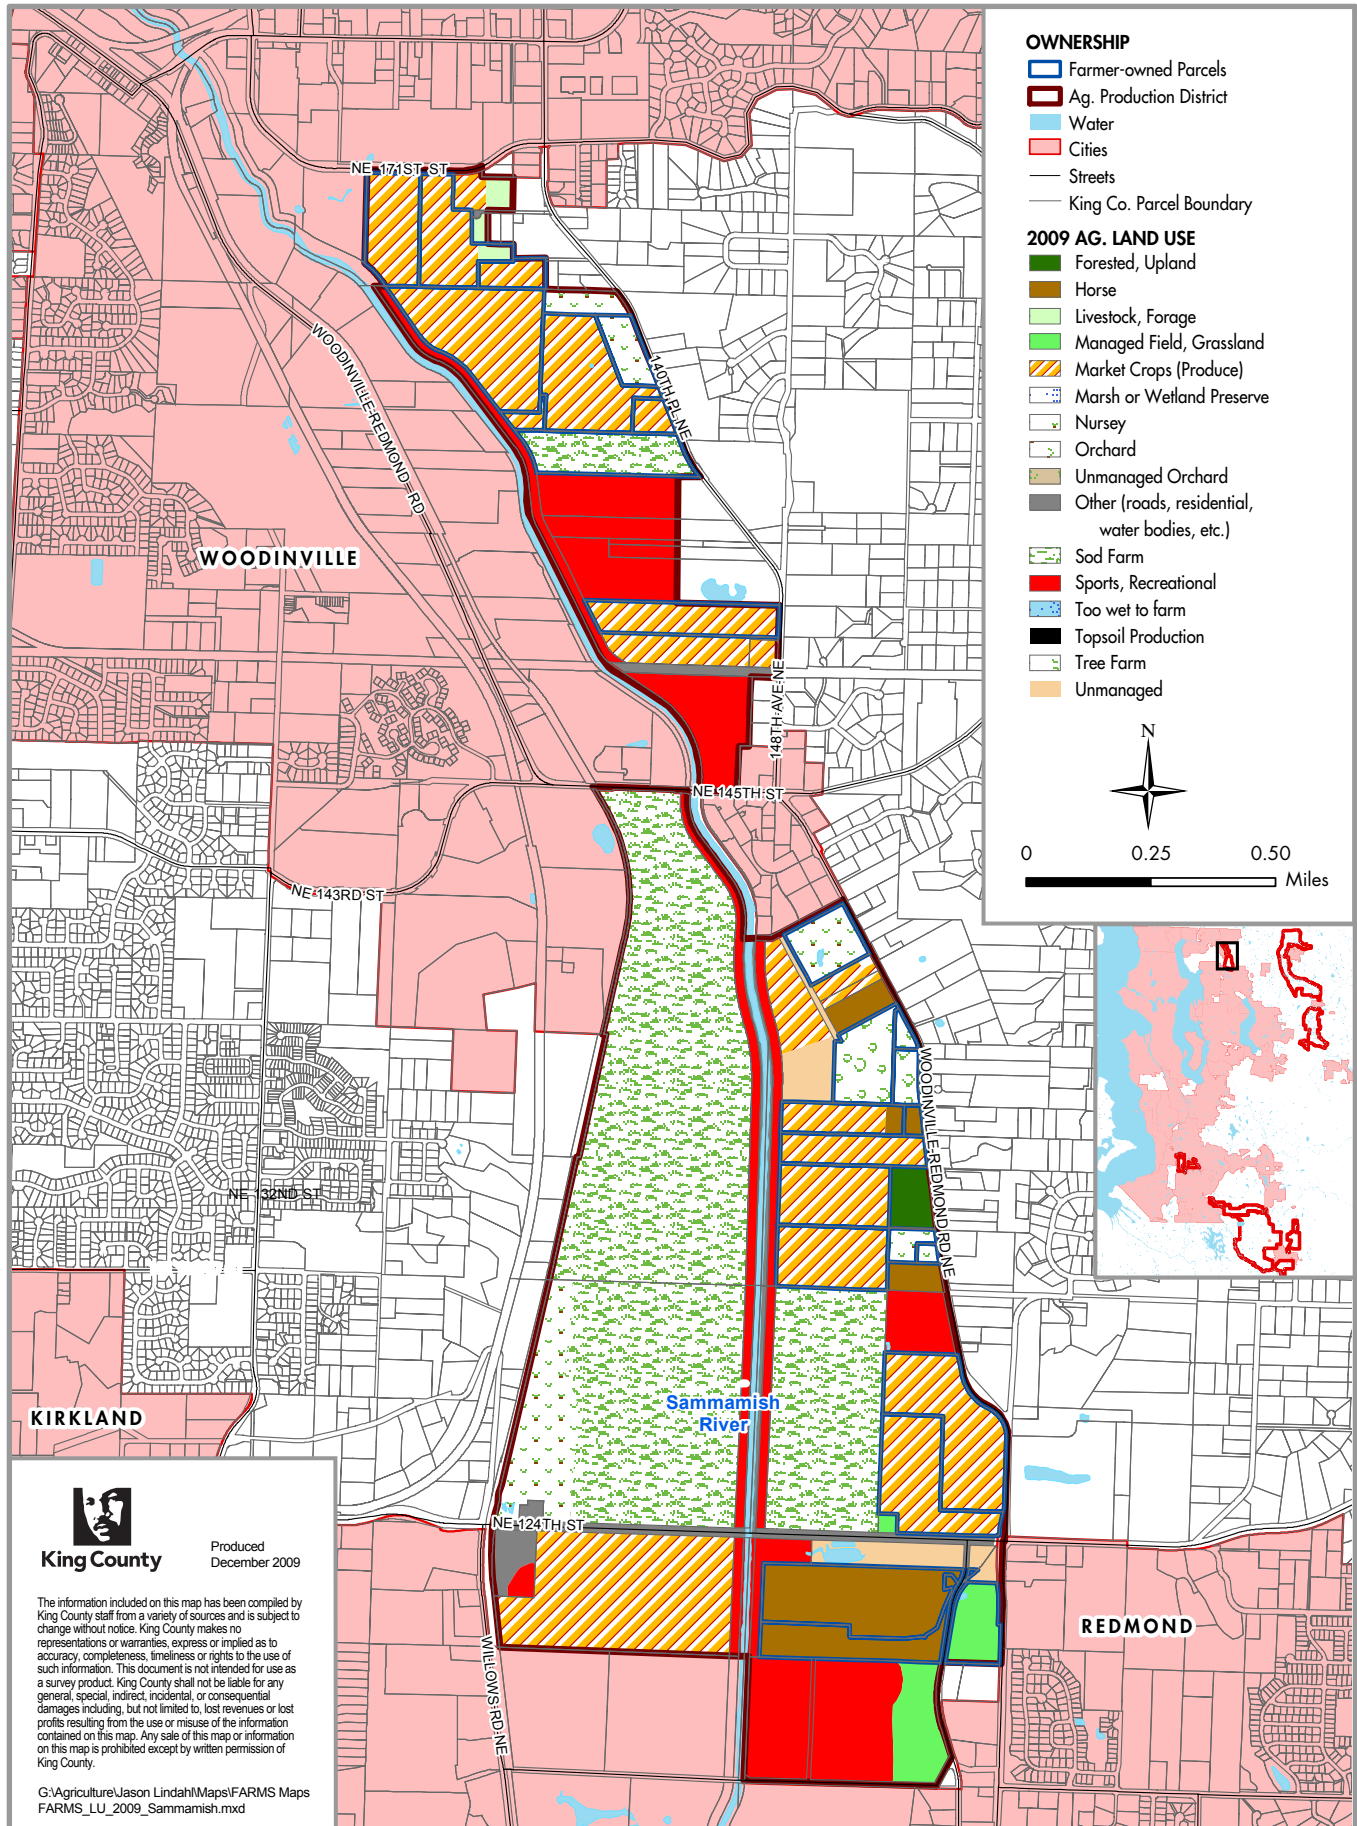 OWNERSHIP
Farmer-owned Parcels
Ag. Production District
Water
Cities
Streets
King Co. Parcel Boundary
2009 AG. LAND USE
Forested, Upland
Horse
Livestock, Forage
Managed Field, Grassland
Market Crops (Produce)
Marsh or Wetland Preserve
Nursey
Orchard
Unmanaged Orchard
Other (roads, residential,
water bodies, etc.)
Sod Farm
Sports, Recreational
Too wet to farm
Topsoil Production
Tree Farm
Unmanaged
N
0 0.25 0.50
Miles
NE 171ST ST
WOODINVILLE-REDMOND RD
140TH PL NE
WOODINVILLE
148TH AVE NE
NE 145TH ST
NE 143RD ST
WOODINVILLE-REDMOND RD NE
NE 132ND ST
Sammamish
River
KIRKLAND
NE 124TH ST
REDMOND
WILLOWS RD NE
King County
Produced
December 2009
The information included on this map has been compiled by
King County staff from a variety of sources and is subject to
change without notice. King County makes no
representations or warranties, express or implied as to
accuracy, completeness, timeliness or rights to the use of
such information. This document is not intended for use as
a survey product. King County shall not be liable for any
general, special, indirect, incidental, or consequential
damages including, but not limited to, lost revenues or lost
profits resulting from the use or misuse of the information
contained on this map. Any sale of this map or information
on this map is prohibited except by written permission of
King County.
G:\Agriculture\Jason Lindahl\Maps\FARMS Maps
FARMS_LU_2009_Sammamish.mxd